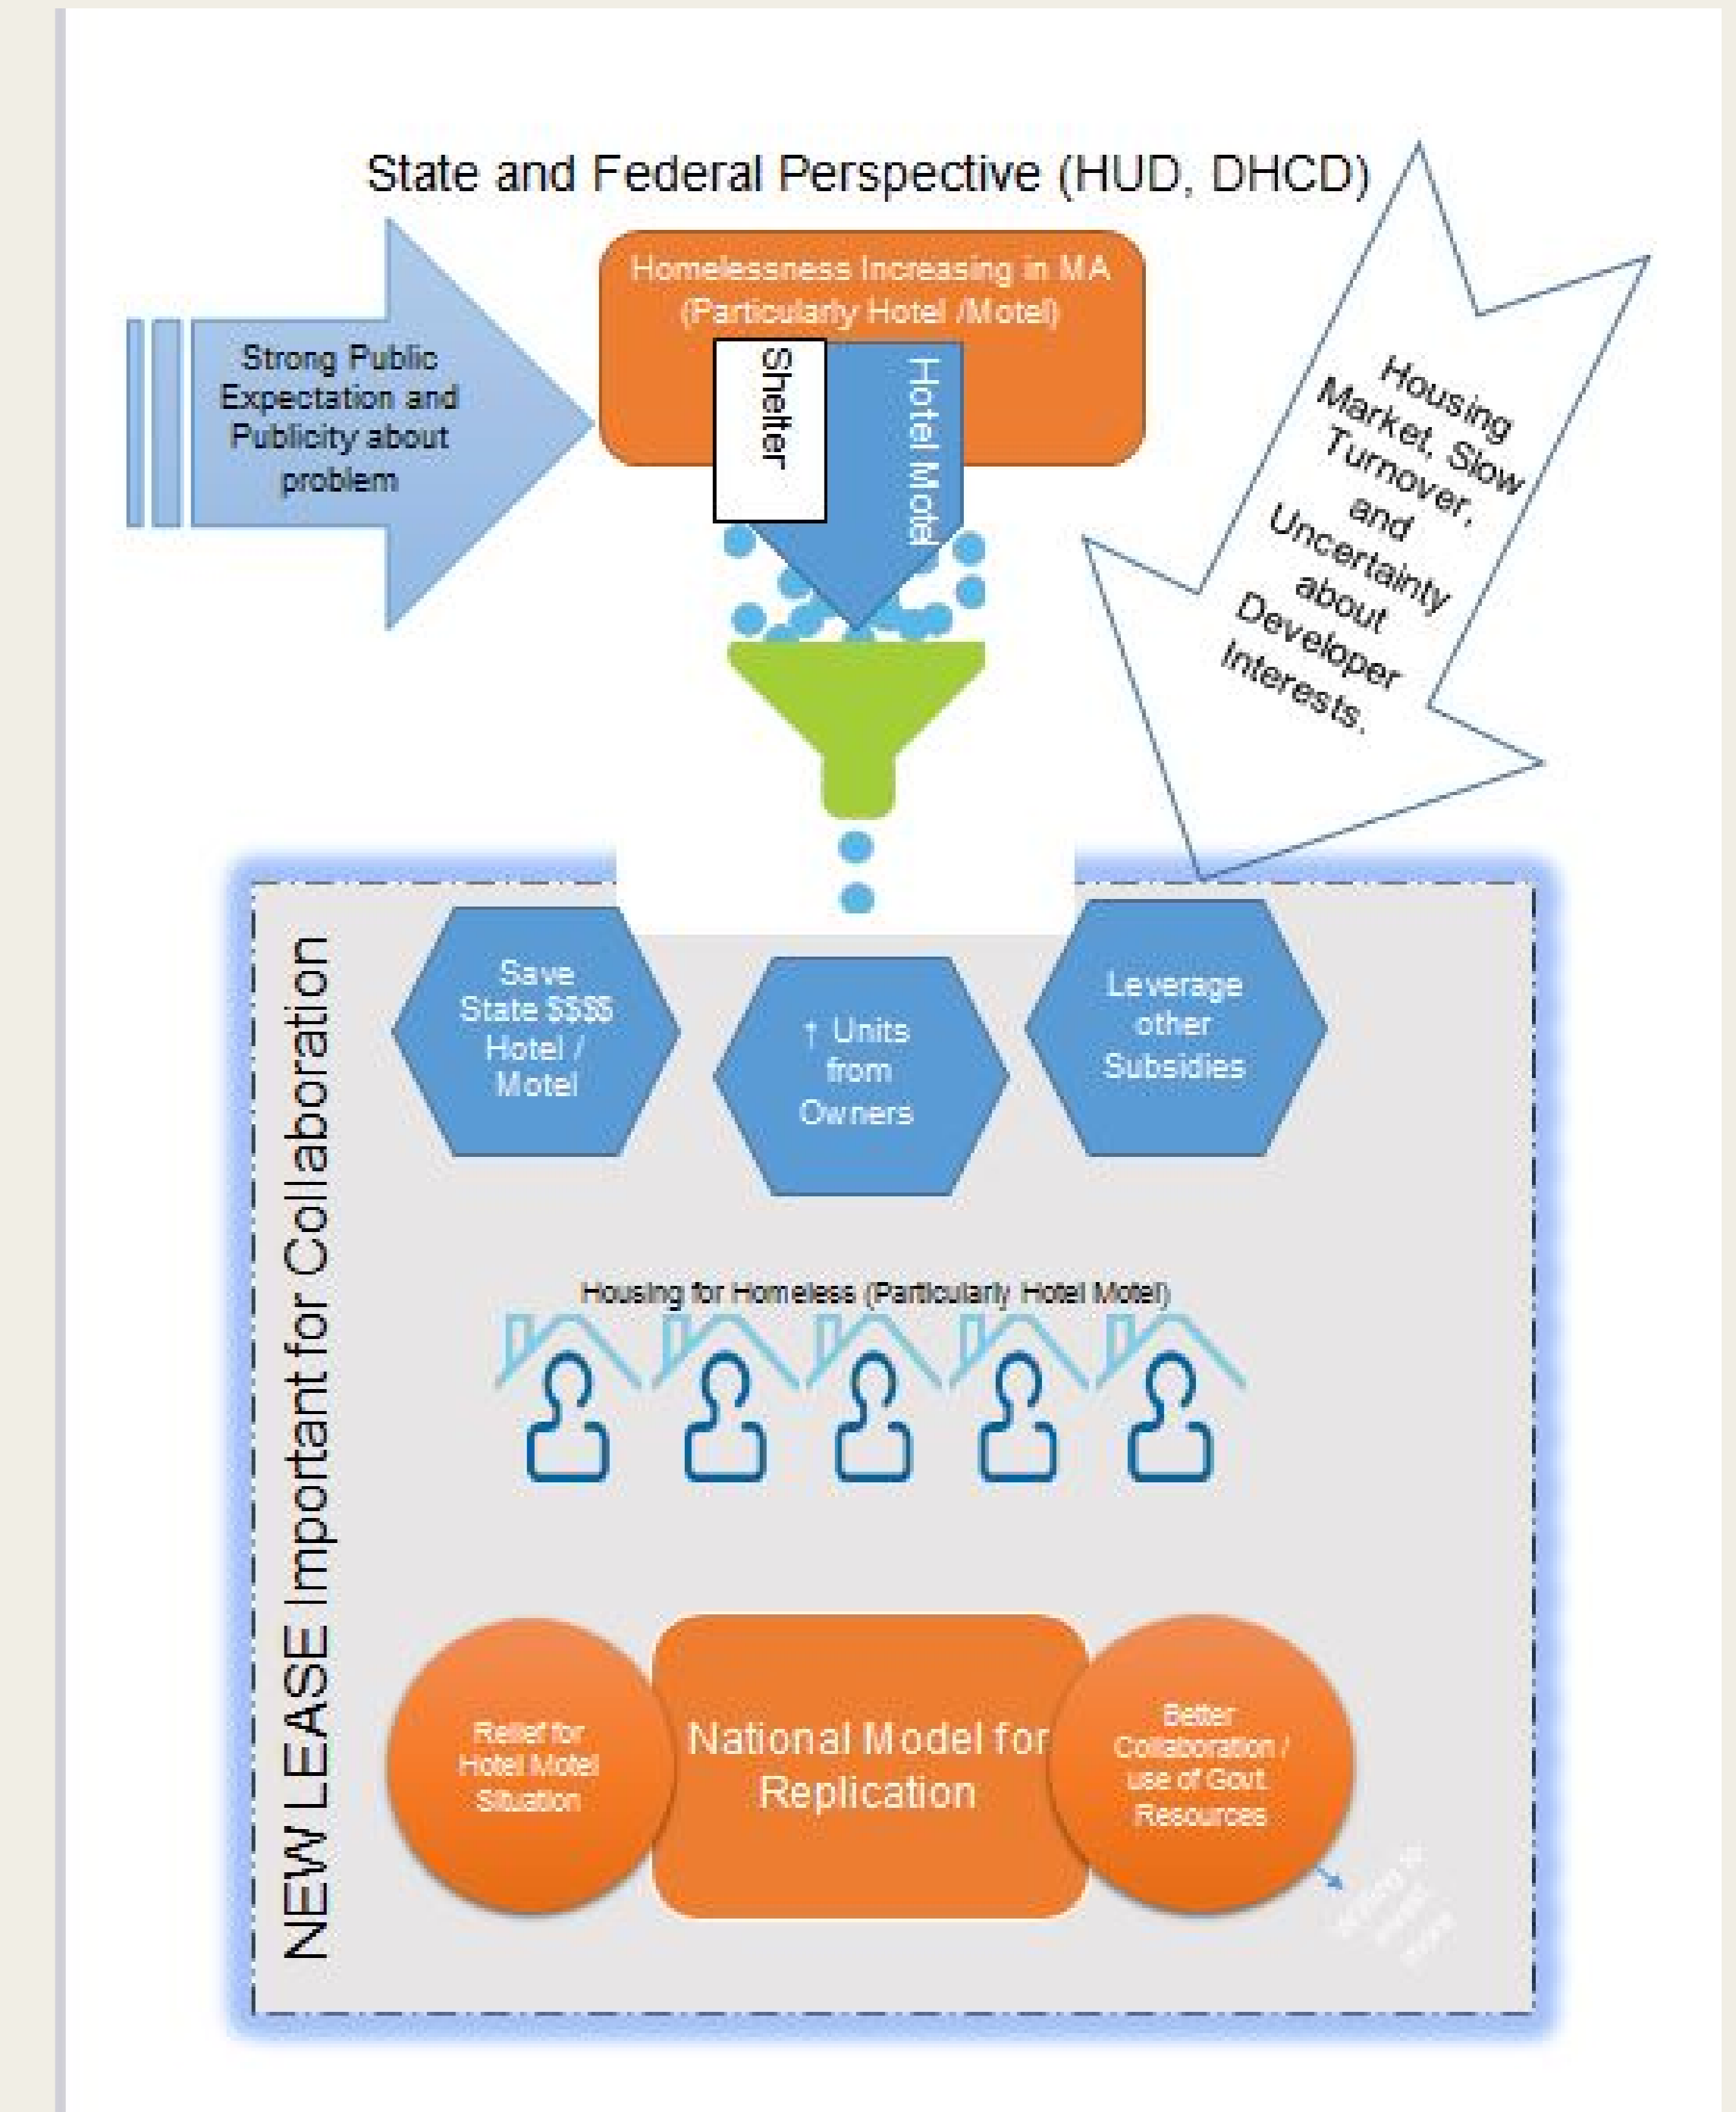 State and Federal Perspective (HUD, DHCD)
Strong Public
Expectation and
Publicity about
problem
Homelessness Increasing in MA
(Particularly Hotel /Motel)
Shelter
Hotel Motel
Housing
Market, Slow
Turnover,
and
Uncertainty
about
Developer
Interests.
NEW LEASE Important for Collaboration
Save
State $$$$
Hotel /
Motel
↑ Units
from
Owners
Leverage
other
Subsidies
Housing for Homeless (Particularly Hotel Motel)
Relief for
Hotel Motel
Situation
National Model for
Replication
Better
Collaboration /
use of Govt.
Resources